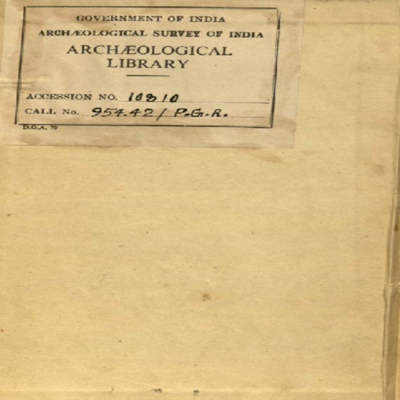 GOVERNMENT OF INDIA
ARCHÆOLOGICAL SURVEY OF INDIA
ARCHÆOLOGICAL
LIBRARY
ACCESSION NO. 10810
CALL No. 954.42/P.G.R.
D.G.A. 79